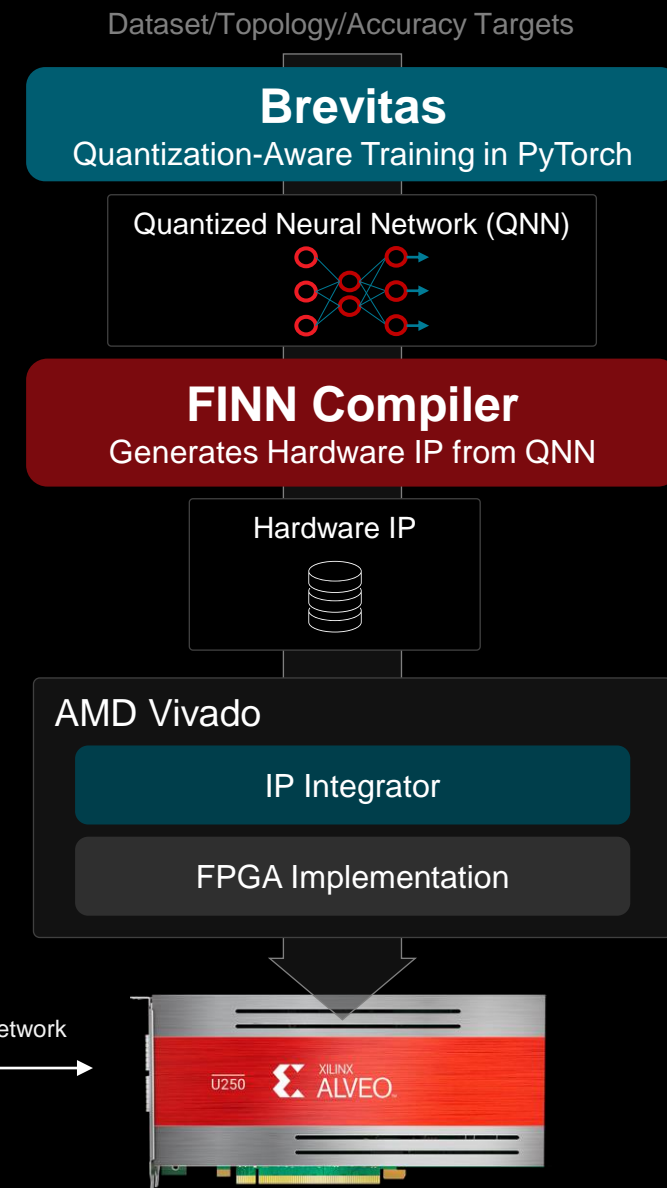 Dataset/Topology/Accuracy Targets
Brevitas
Quantization-Aware Training in PyTorch
Quantized Neural Network (QNN)
FINN Compiler
Generates Hardware IP from QNN
Hardware IP
AMD Vivado
IP Integrator
FPGA Implementation
etwork
U250
XILINX
ALVEO